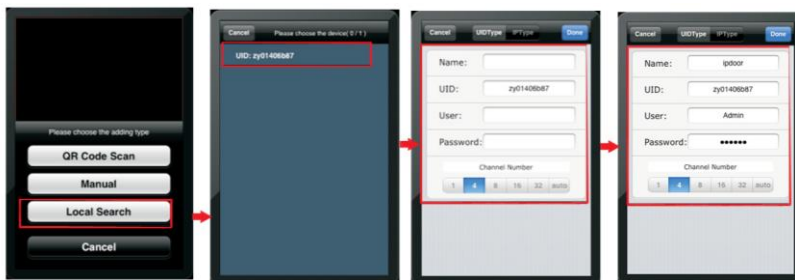 Please choose the adding type
QR Code Scan
Manual
Local Search
Cancel
Cancel Please choose the device( 0 / 1 )
UID: zy01406b87
Cancel UIDType IPType Done
Name:
UID: zy01406b87
User:
Password:
Channel Number
1 4 8 16 32 auto
Cancel UIDType IPType Done
Name: ipdoor
UID: zy01406b87
User: Admin
Password: ••••••
Channel Number
1 4 8 16 32 auto